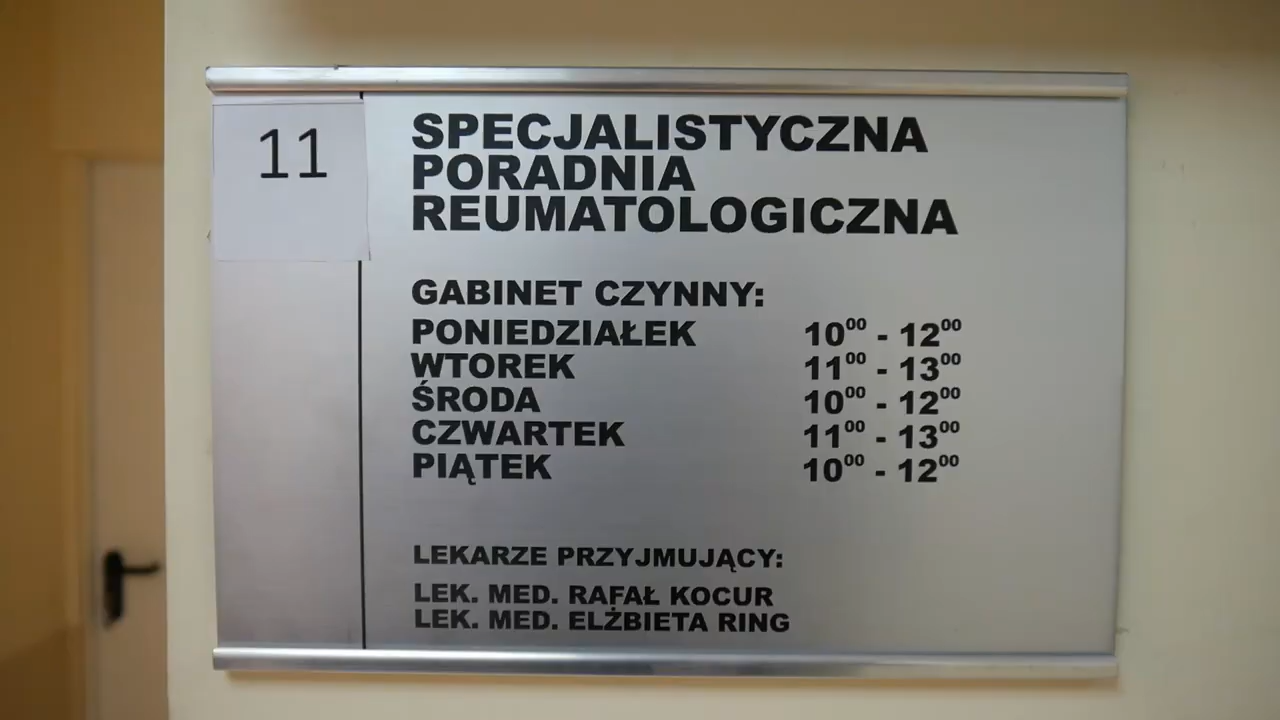 11
SPECJALISTYCZNA
PORADNIA
REUMATOLOGICZNA
GABINET CZYNNY:
PONIEDZIAŁEK 10⁰⁰ - 12⁰⁰
WTOREK 11⁰⁰ - 13⁰⁰
ŚRODA 10⁰⁰ - 12⁰⁰
CZWARTEK 11⁰⁰ - 13⁰⁰
PIĄTEK 10⁰⁰ - 12⁰⁰
LEKARZE PRZYJMUJĄCY:
LEK. MED. RAFAŁ KOCUR
LEK. MED. ELŻBIETA RING